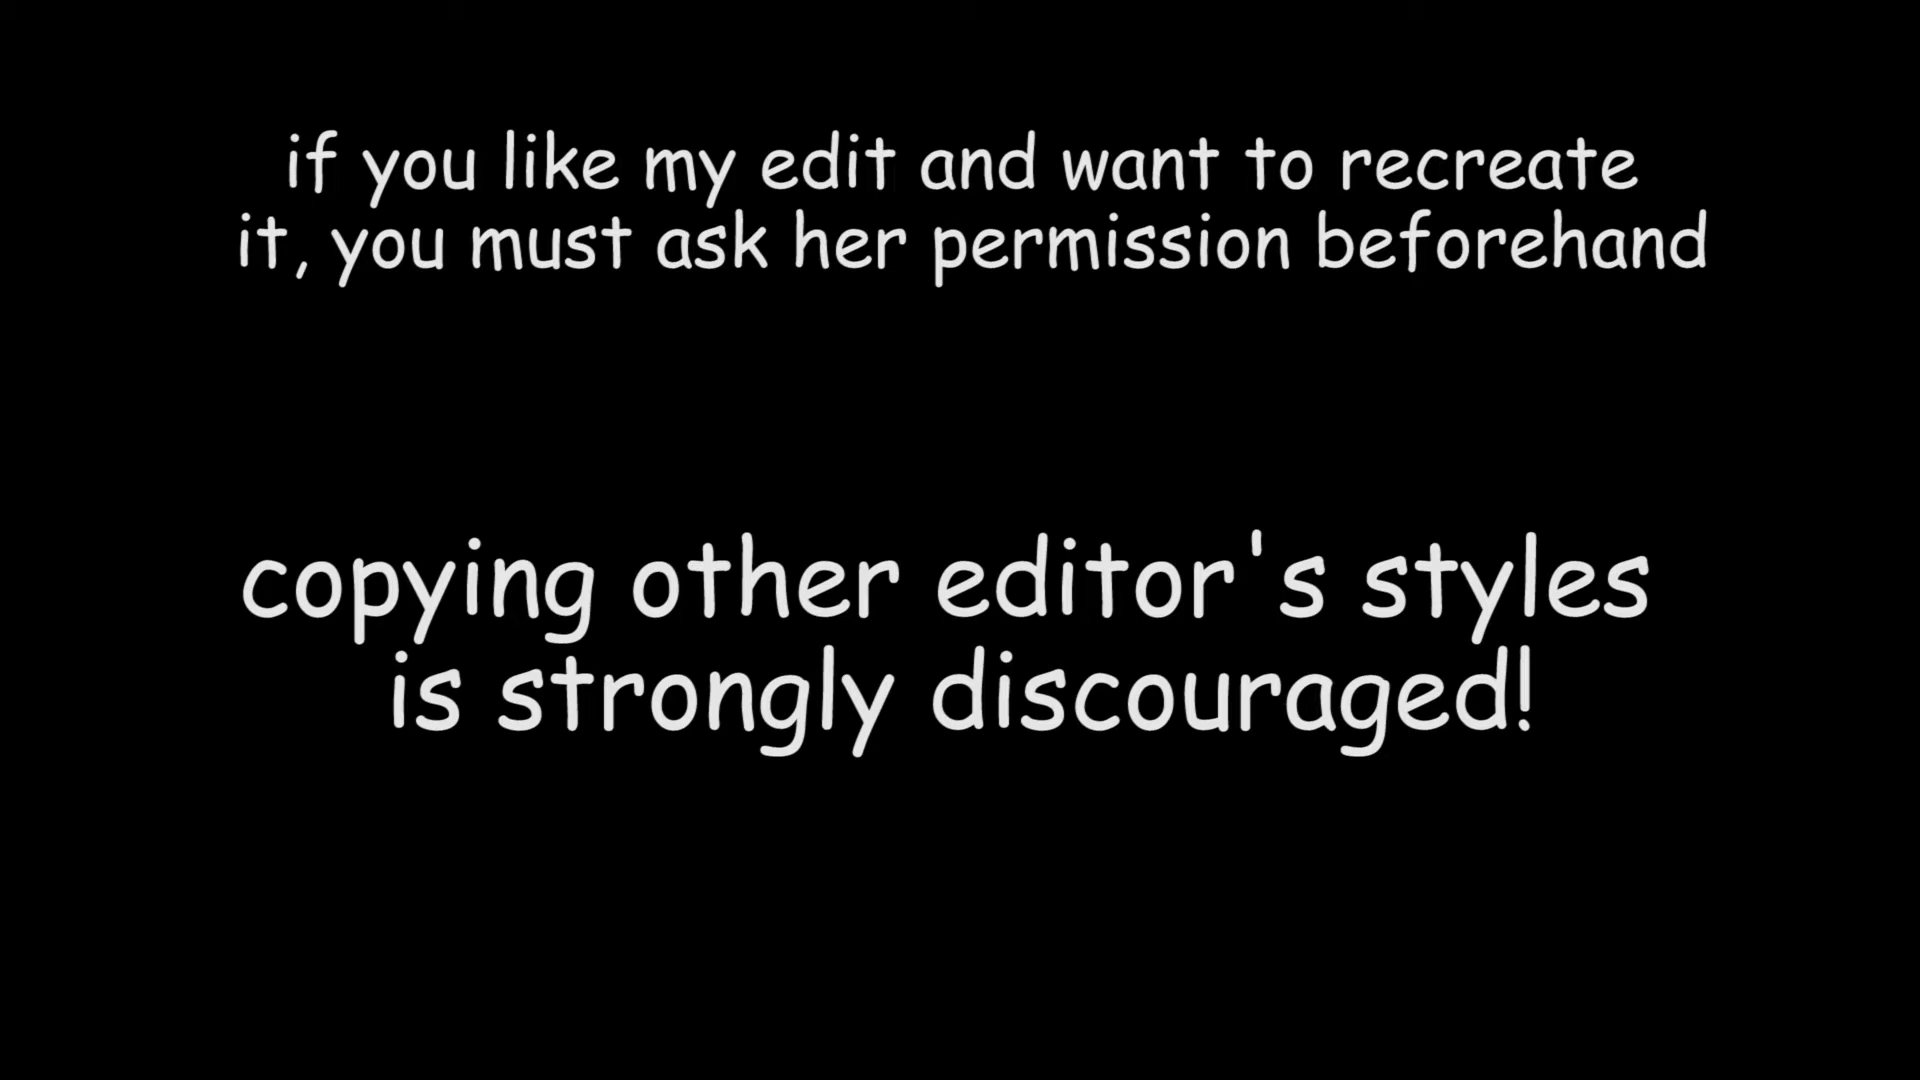 if you like my edit and want to recreate
it, you must ask her permission beforehand
copying other editor's styles
is strongly discouraged!